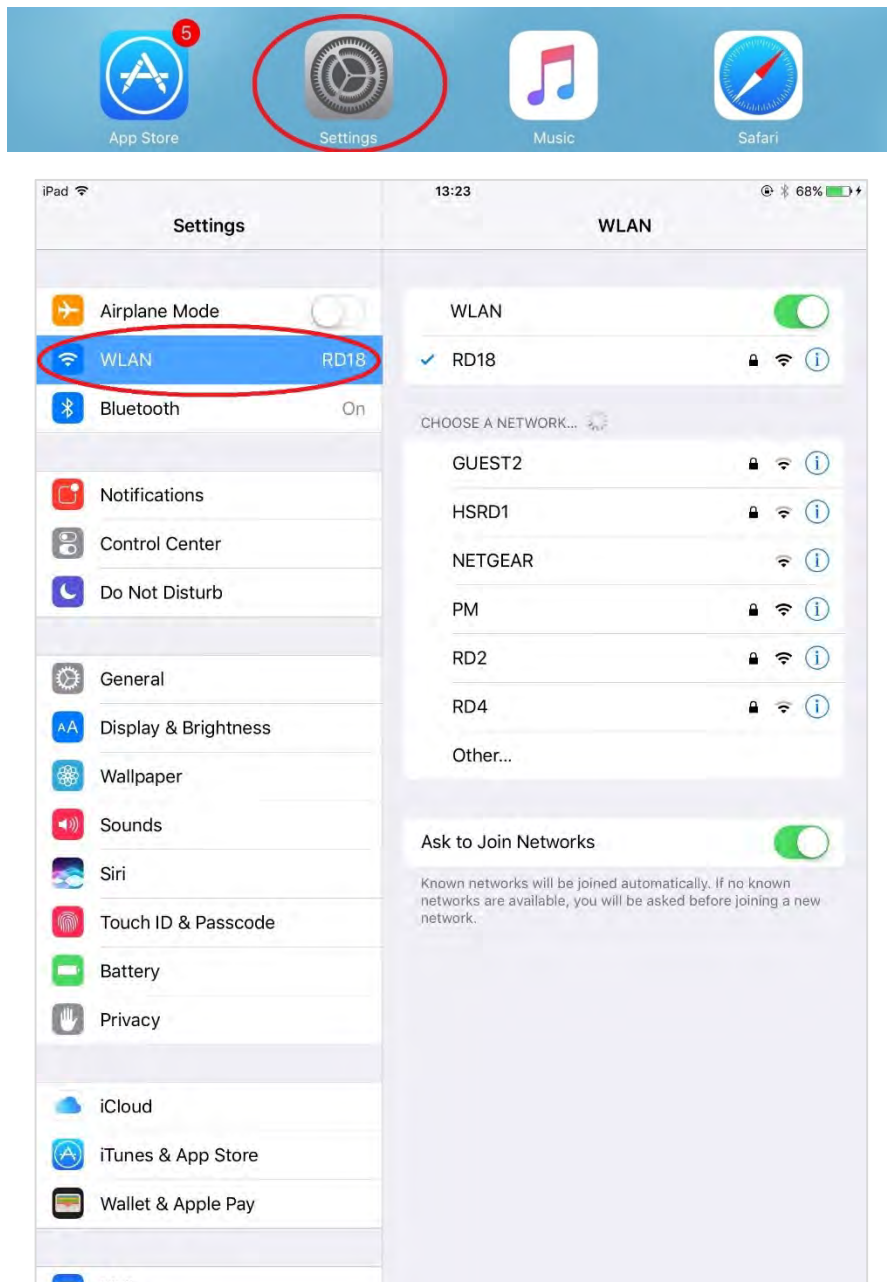 5
App Store
Settings
Music
Safari
iPad
13:23
68%
Settings
WLAN
Airplane Mode
WLAN
RD18
Bluetooth
On
Notifications
Control Center
Do Not Disturb
General
Display & Brightness
Wallpaper
Sounds
Siri
Touch ID & Passcode
Battery
Privacy
iCloud
iTunes & App Store
Wallet & Apple Pay
WLAN
RD18
CHOOSE A NETWORK...
GUEST2
HSRD1
NETGEAR
PM
RD2
RD4
Other...
Ask to Join Networks
Known networks will be joined automatically. If no known
networks are available, you will be asked before joining a new
network.